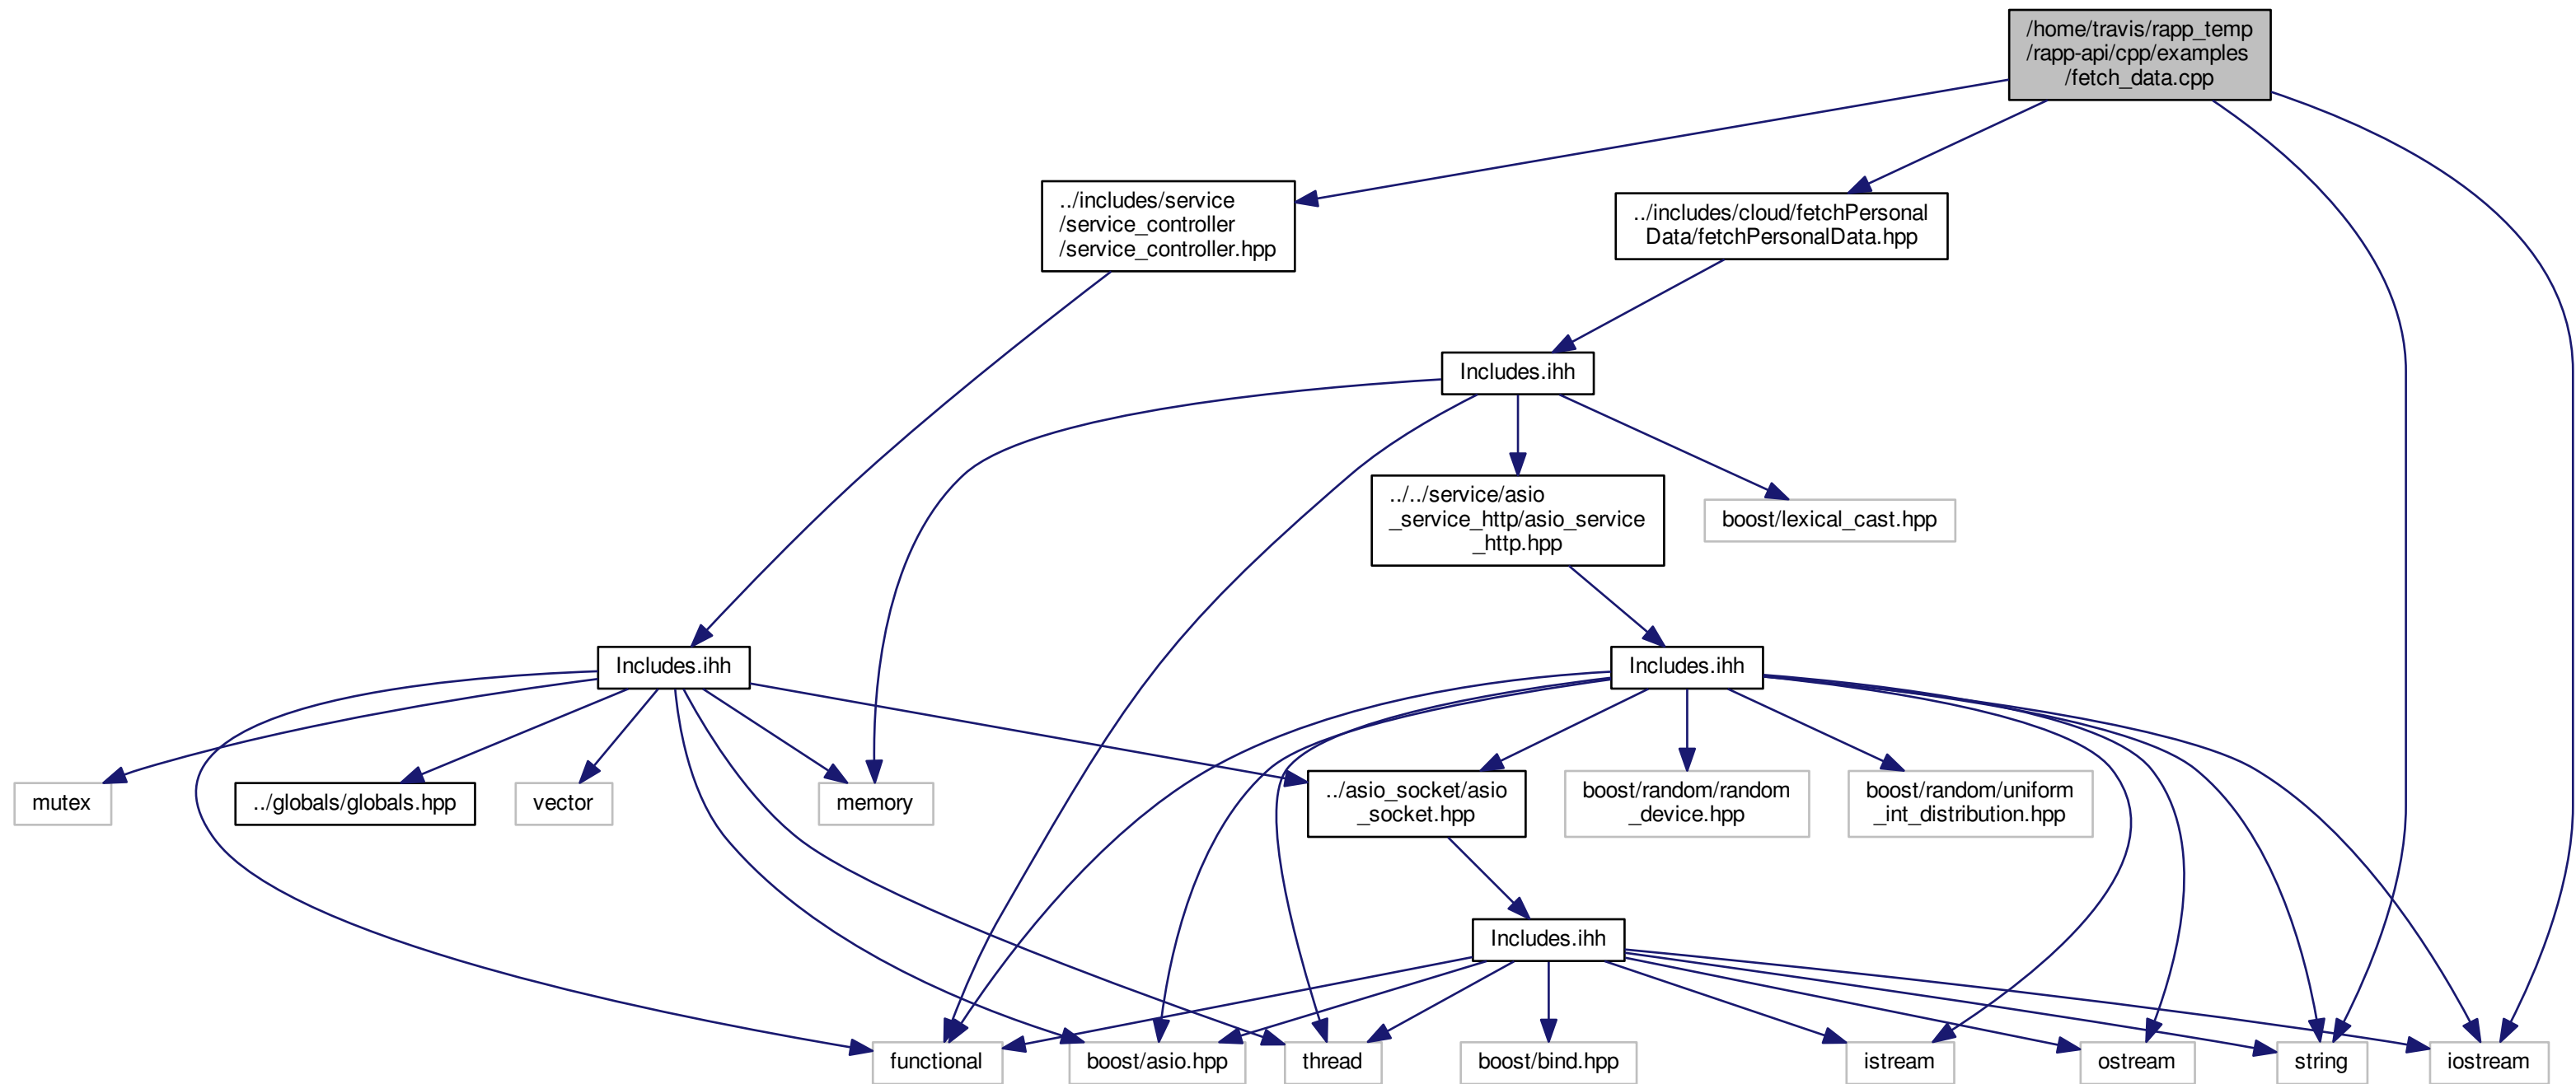 /home/travis/rapp_temp
/rapp-api/cpp/examples
/fetch_data.cpp
../includes/service
/service_controller
/service_controller.hpp
../includes/cloud/fetchPersonal
Data/fetchPersonalData.hpp
Includes.ihh
../../service/asio
_service_http/asio_service
_http.hpp
boost/lexical_cast.hpp
Includes.ihh
Includes.ihh
mutex
../globals/globals.hpp
vector
memory
../asio_socket/asio
_socket.hpp
boost/random/random
_device.hpp
boost/random/uniform
_int_distribution.hpp
Includes.ihh
functional
boost/asio.hpp
thread
boost/bind.hpp
istream
ostream
string
iostream